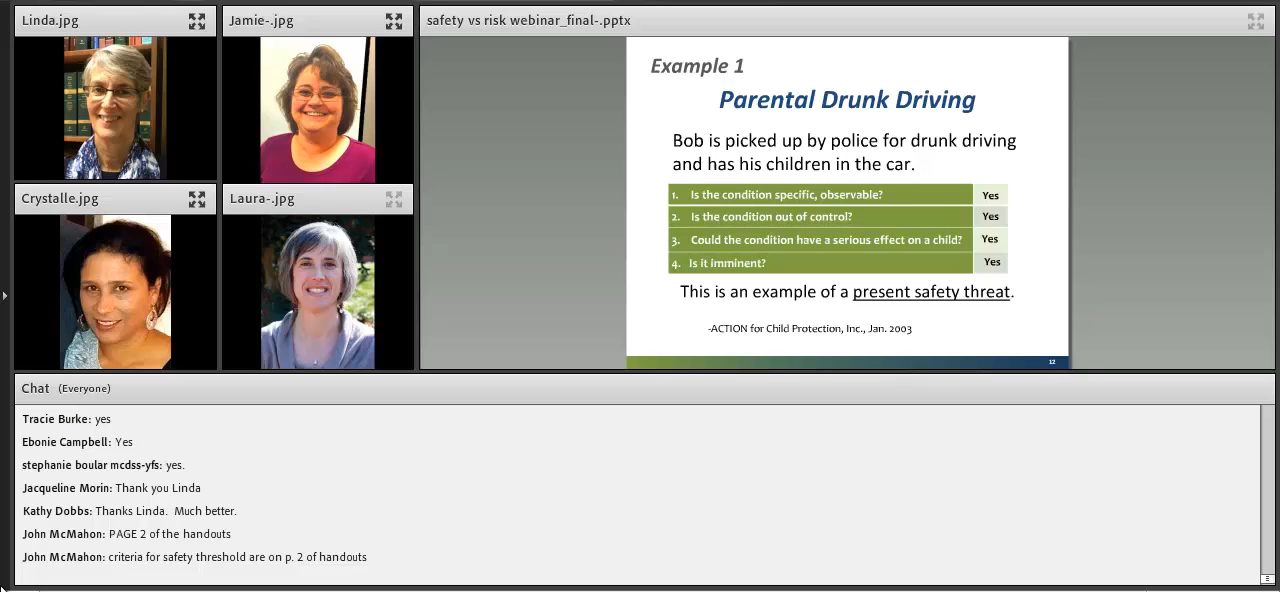 Linda.jpg
Jamie-.jpg
safety vs risk webinar_final-.pptx
Crystalle.jpg
Laura-.jpg
Example 1
Parental Drunk Driving
Bob is picked up by police for drunk driving
and has his children in the car.
1. Is the condition specific, observable? Yes
2. Is the condition out of control? Yes
3. Could the condition have a serious effect on a child? Yes
4. Is it imminent? Yes
This is an example of a present safety threat.
-ACTION for Child Protection, Inc., Jan. 2003
12
Chat (Everyone)
Tracie Burke: yes
Ebonie Campbell: Yes
stephanie boular mcdss-yfs: yes.
Jacqueline Morin: Thank you Linda
Kathy Dobbs: Thanks Linda. Much better.
John McMahon: PAGE 2 of the handouts
John McMahon: criteria for safety threshold are on p. 2 of handouts